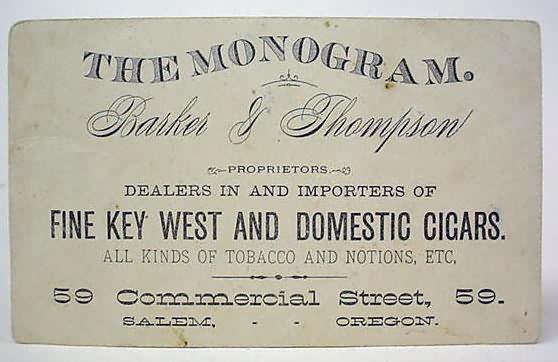 THE MONOGRAM.
Barker & Thompson
PROPRIETORS.
DEALERS IN AND IMPORTERS OF
FINE KEY WEST AND DOMESTIC CIGARS.
ALL KINDS OF TOBACCO AND NOTIONS, ETC,
59 Commercial Street, 59.
SALEM, - - OREGON.